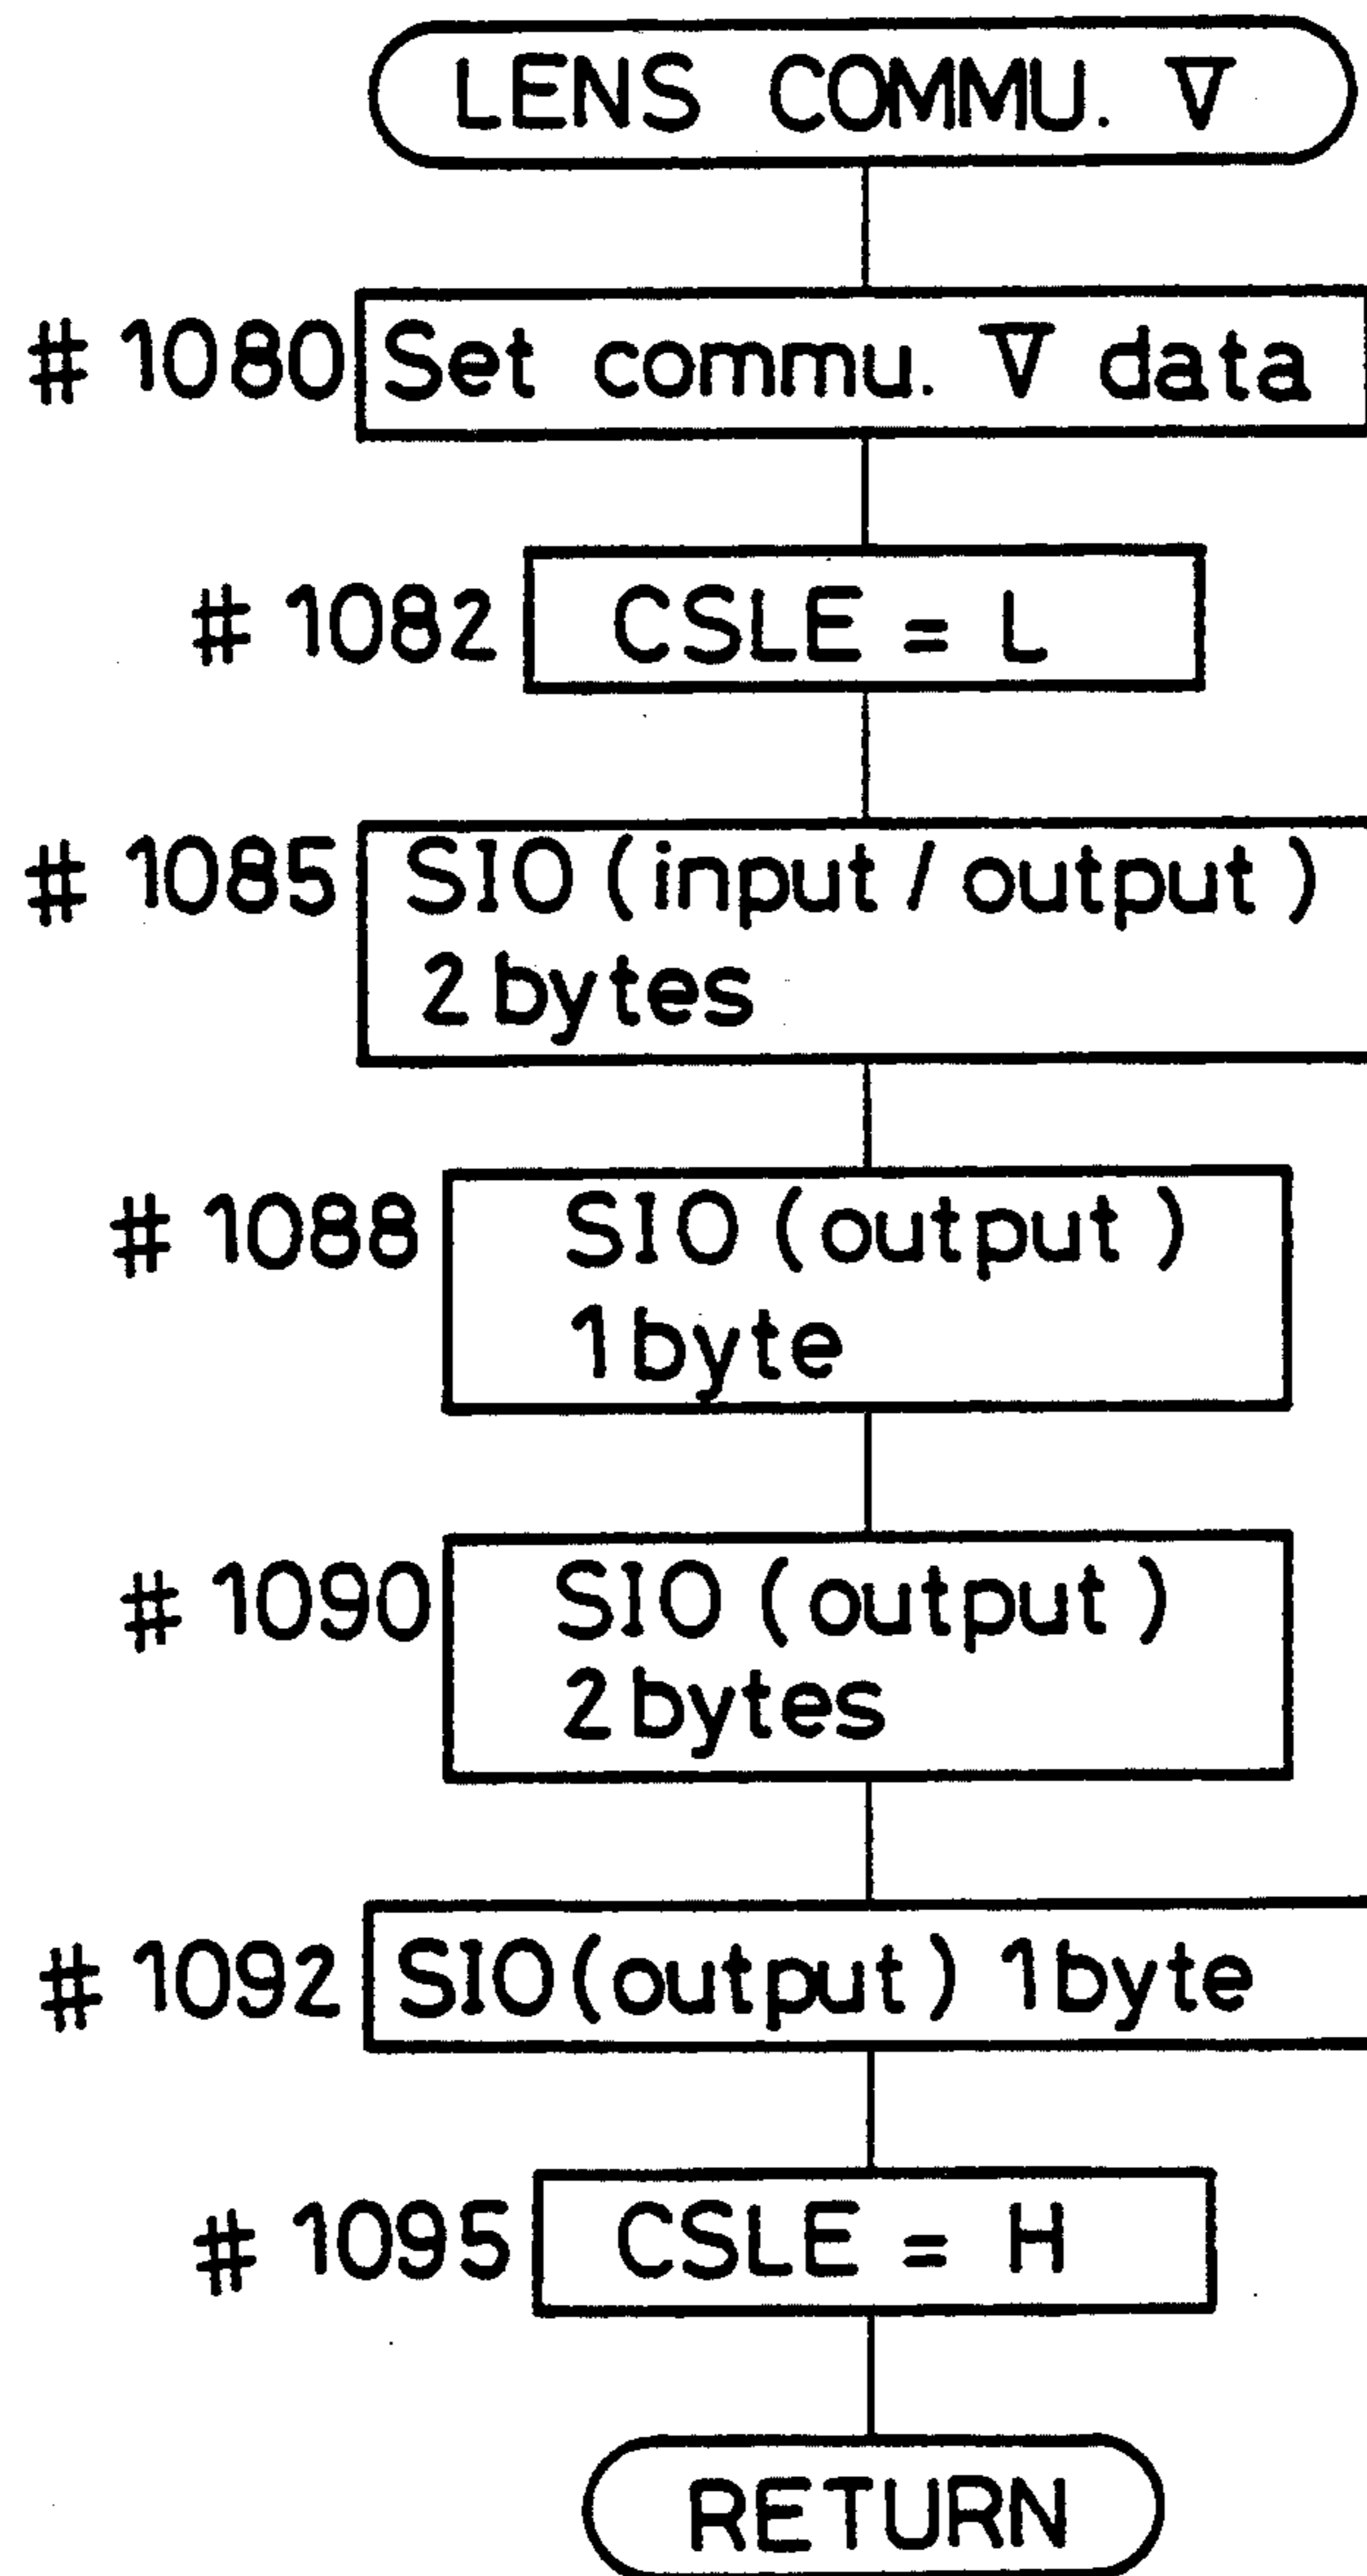 LENS COMMU. V
# 1080 Set commu. V data
# 1082 CSLE = L
# 1085 SIO (input / output)
2 bytes
# 1088 SIO (output)
1 byte
# 1090 SIO (output)
2 bytes
# 1092 SIO (output) 1 byte
# 1095 CSLE = H
RETURN